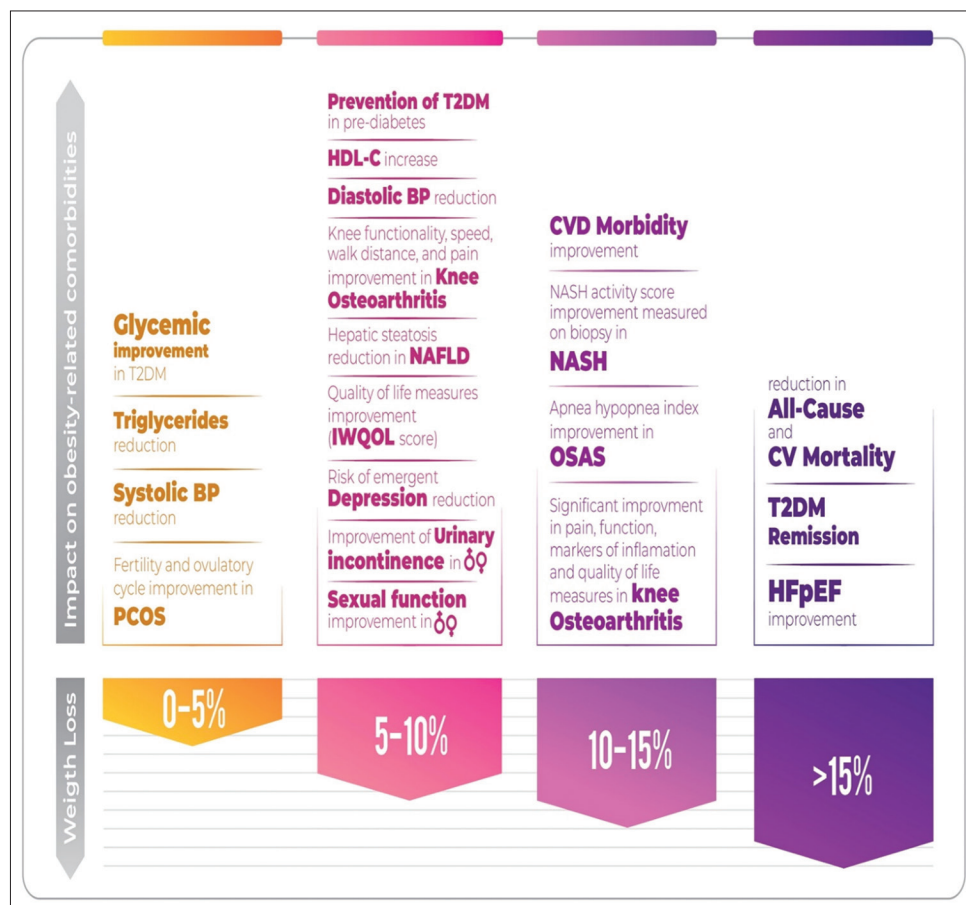 Impact on obesity-related comorbidities
Glycemic
improvement
in T2DM
Triglycerides
reduction
Systolic BP
reduction
Fertility and ovulatory
cycle improvement in
PCOS
Prevention of T2DM
in pre-diabetes
HDL-C increase
Diastolic BP reduction
Knee functionality, speed,
walk distance, and pain
improvement in Knee
Osteoarthritis
Hepatic steatosis
reduction in NAFLD
Quality of life measures
improvement
(IWQOL score)
Risk of emergent
Depression reduction
Improvement of Urinary
incontinence in ♂♀
Sexual function
improvement in ♂♀
CVD Morbidity
improvement
NASH activity score
improvement measured
on biopsy in
NASH
Apnea hypopnea index
improvement in
OSAS
Significant improvment
in pain, function,
markers of inflamation
and quality of life
measures in knee
Osteoarthritis
reduction in
All-Cause
and
CV Mortality
T2DM
Remission
HFpEF
improvement
Weigth Loss
0-5%
5-10%
10-15%
>15%